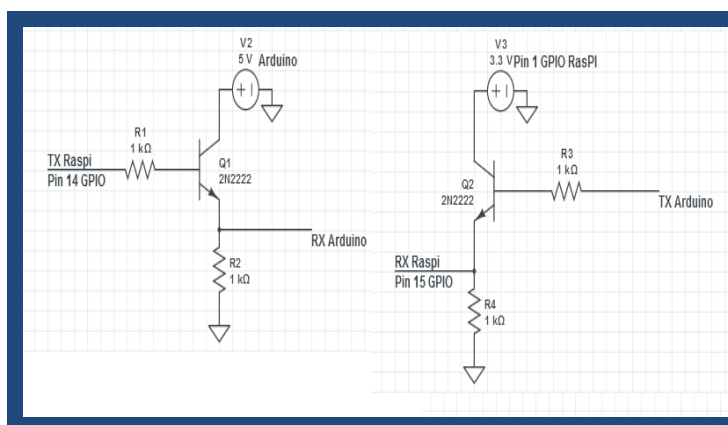 V2
5 V Arduino
R1
1 kΩ
TX Raspi
Pin 14 GPIO
Q1
2N2222
RX Arduino
R2
1 kΩ
V3
3.3 V Pin 1 GPIO RasPI
R3
1 kΩ
Q2
2N2222
TX Arduino
RX Raspi
Pin 15 GPIO
R4
1 kΩ